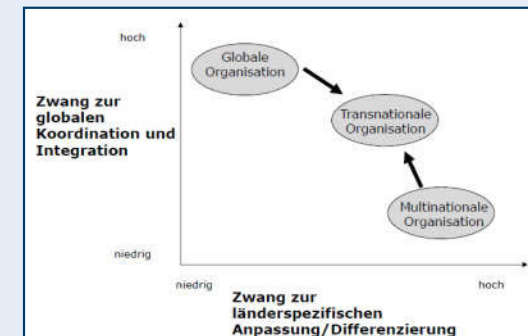 hoch
Globale
Organisation
Zwang zur
globalen
Koordination und
Integration
Transnationale
Organisation
Multinationale
Organisation
niedrig
niedrig
hoch
Zwang zur
länderspezifischen
Anpassung/Differenzierung